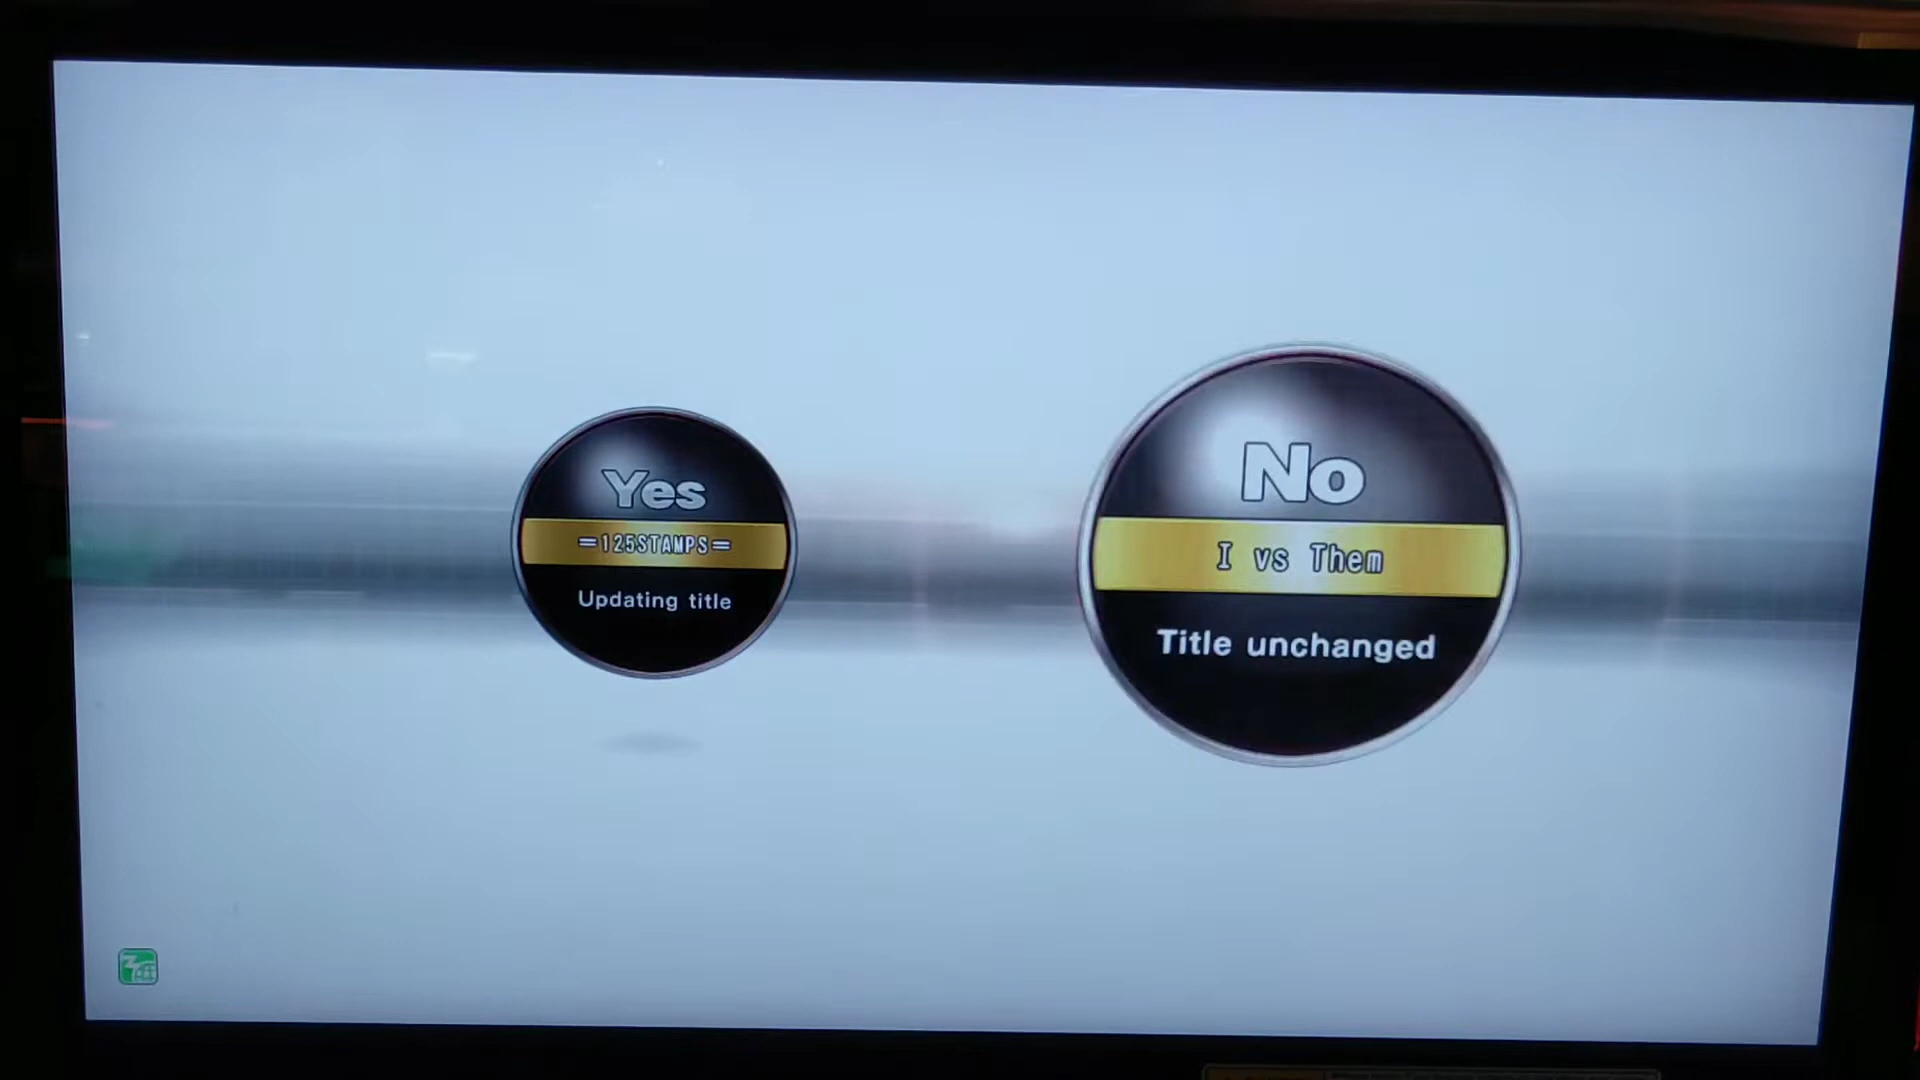 Yes
=125STAMPS=
Updating title
No
I vs Them
Title unchanged